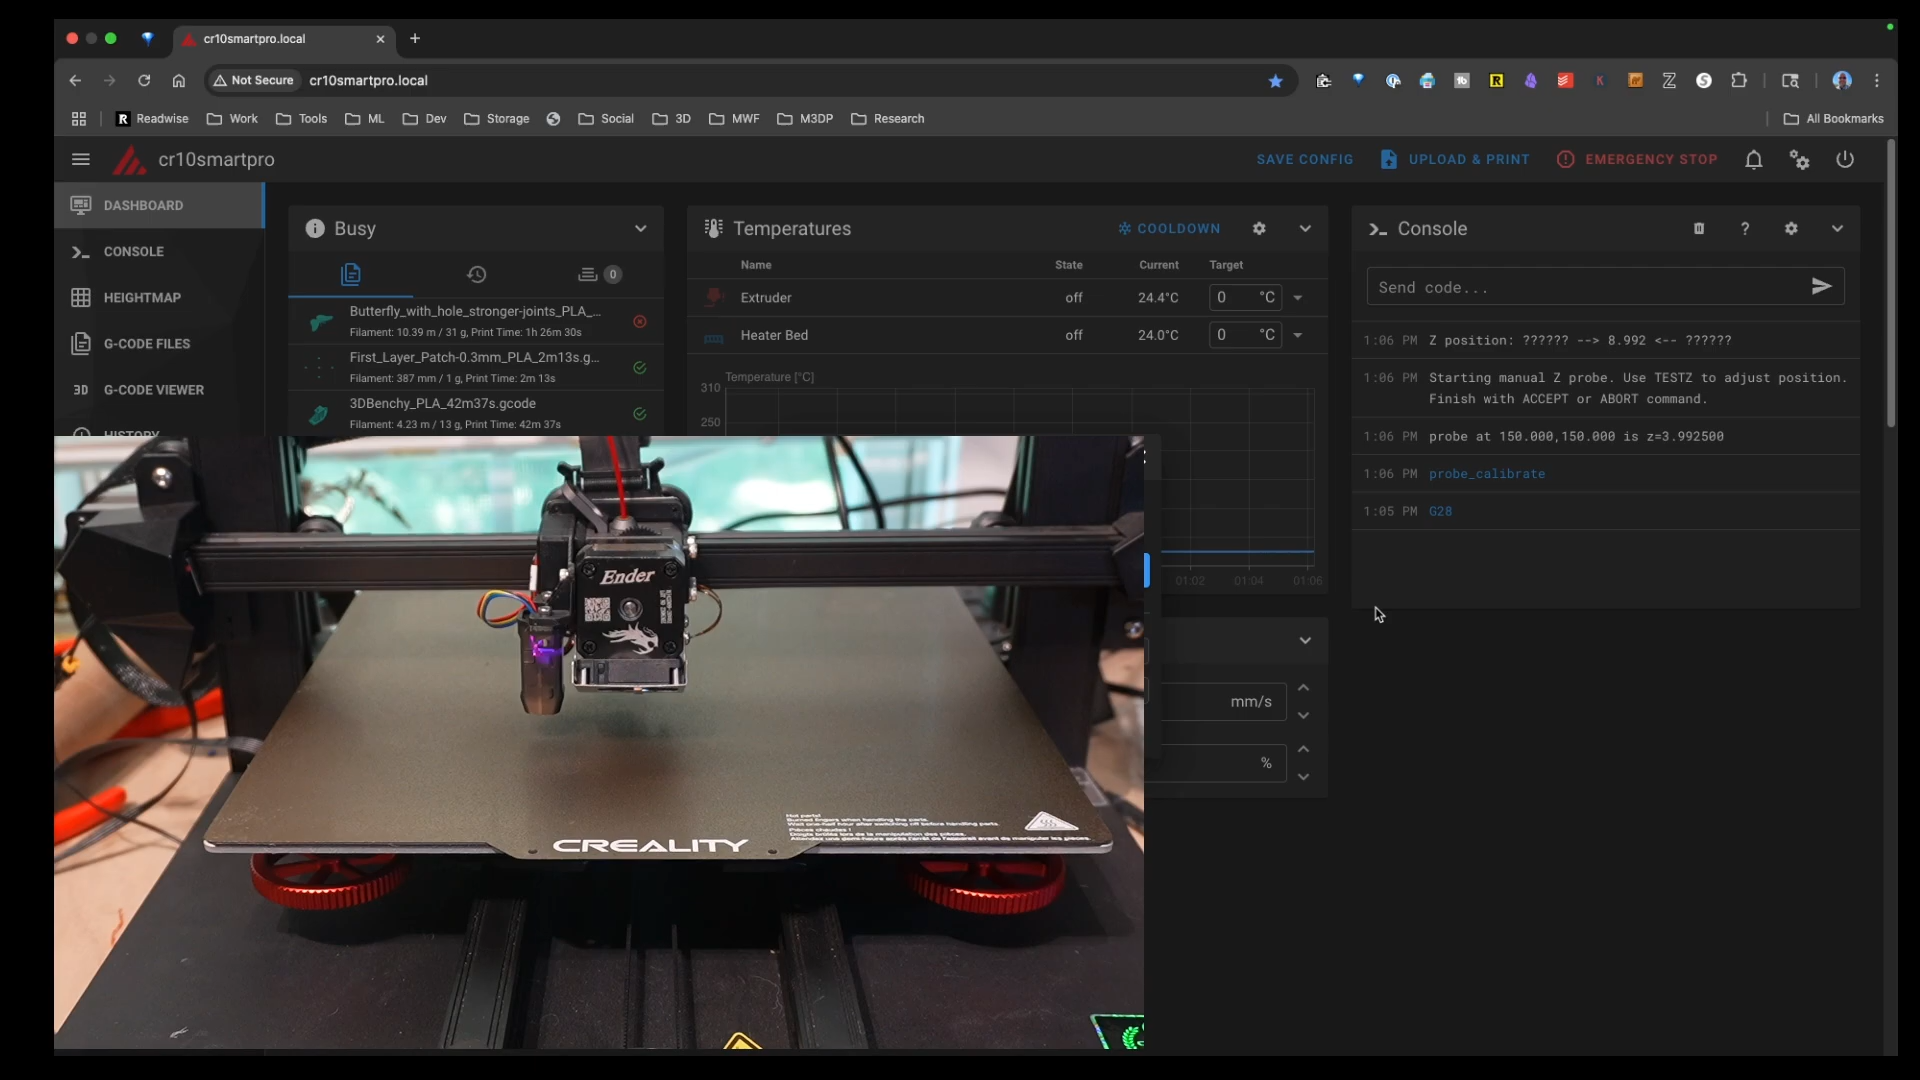 cr10smartpro.local
Not Secure
cr10smartpro.local
Readwise
Work
Tools
ML
Dev
Storage
Social
3D
MWF
M3DP
Research
All Bookmarks
cr10smartpro
SAVE CONFIG
UPLOAD & PRINT
EMERGENCY STOP
DASHBOARD
CONSOLE
HEIGHTMAP
G-CODE FILES
3D G-CODE VIEWER
HISTORY
Busy
0
Butterfly_with_hole_stronger-joints_PLA_...
Filament: 10.39 m / 31 g, Print Time: 1h 26m 30s
First_Layer_Patch-0.3mm_PLA_2m13s.g...
Filament: 387 mm / 1 g, Print Time: 2m 13s
3DBenchy_PLA_42m37s.gcode
Filament: 4.23 m / 13 g, Print Time: 42m 37s
Temperatures
COOLDOWN
Name State Current Target
Extruder off 24.4°C 0 °C
Heater Bed off 24.0°C 0 °C
Temperature [°C]
310
250
01:02 01:04 01:06
mm/s
%
Console
Send code...
1:06 PM Z position: ?????? --> 8.992 <-- ??????
1:06 PM Starting manual Z probe. Use TESTZ to adjust position.
Finish with ACCEPT or ABORT command.
1:06 PM probe at 150.000,150.000 is z=3.992500
1:06 PM probe_calibrate
1:05 PM G28
Ender
CREALITY
Hot parts!